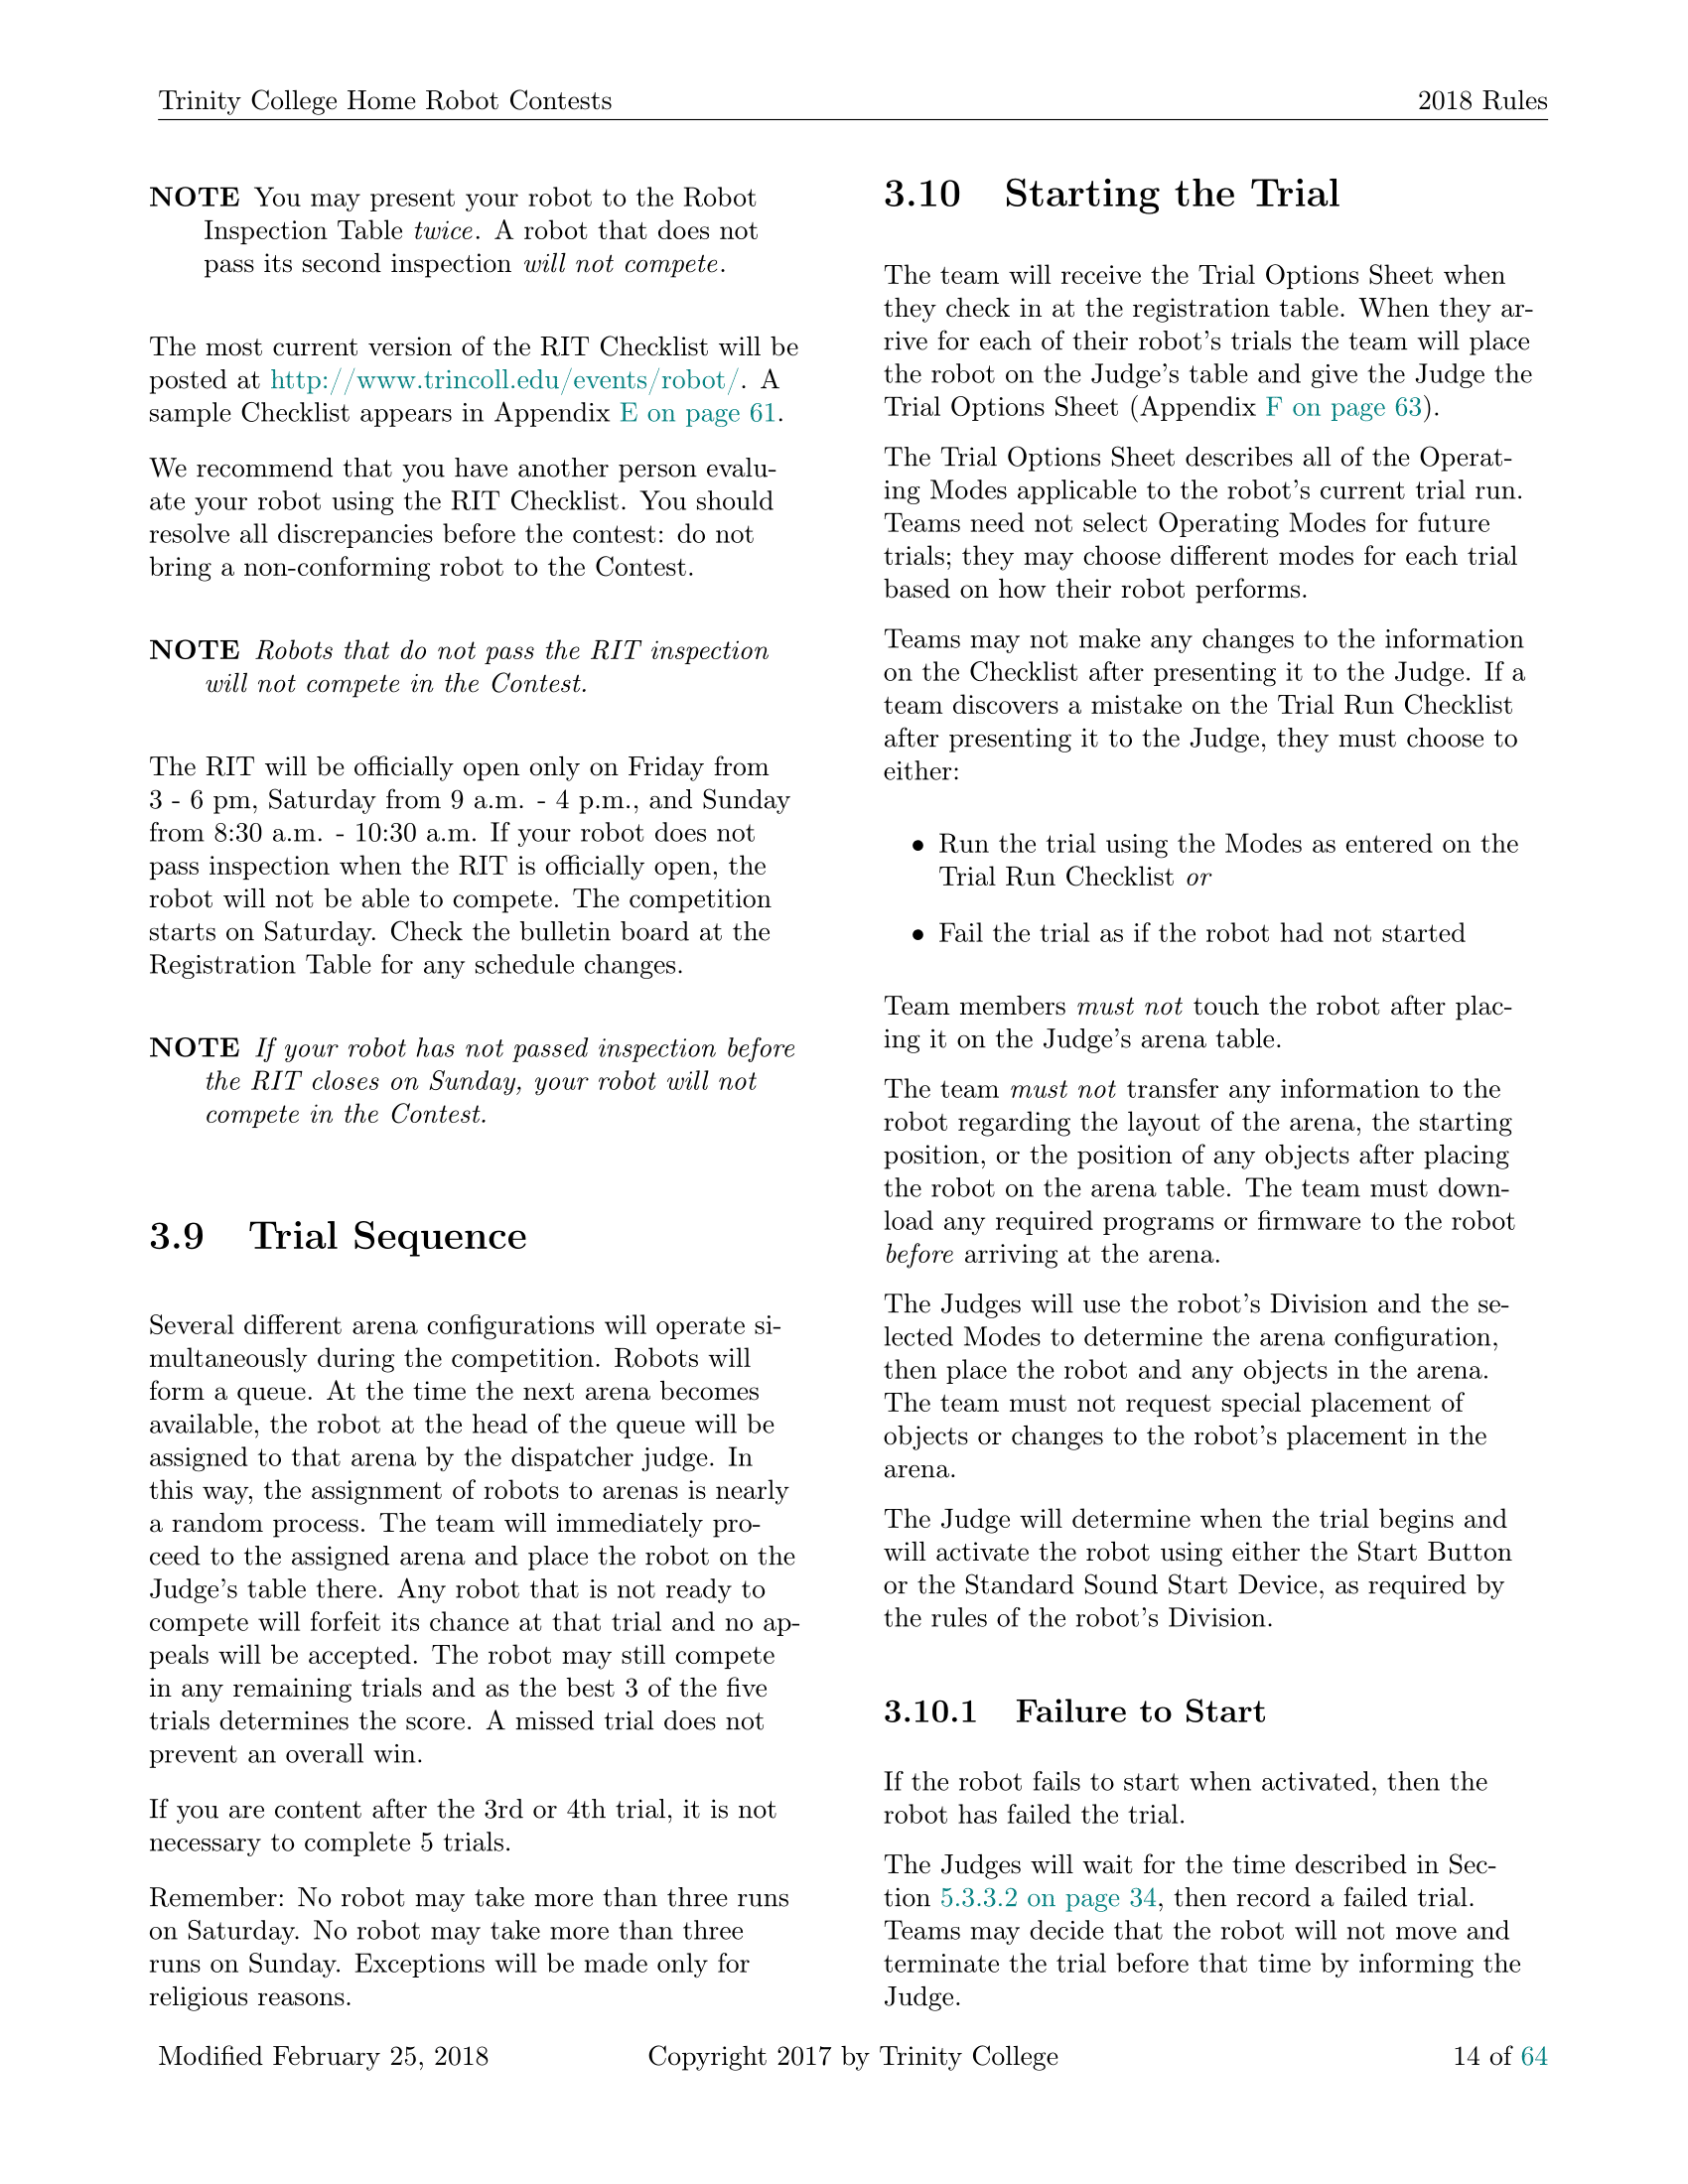 Trinity College Home Robot Contests
2018 Rules
NOTE You may present your robot to the Robot
Inspection Table twice. A robot that does not
pass its second inspection will not compete.
The most current version of the RIT Checklist will be
posted at http://www.trincoll.edu/events/robot/. A
sample Checklist appears in Appendix E on page 61.
We recommend that you have another person evalu-
ate your robot using the RIT Checklist. You should
resolve all discrepancies before the contest: do not
bring a non-conforming robot to the Contest.
NOTE Robots that do not pass the RIT inspection
will not compete in the Contest.
The RIT will be officially open only on Friday from
3 - 6 pm, Saturday from 9 a.m. - 4 p.m., and Sunday
from 8:30 a.m. - 10:30 a.m. If your robot does not
pass inspection when the RIT is officially open, the
robot will not be able to compete. The competition
starts on Saturday. Check the bulletin board at the
Registration Table for any schedule changes.
NOTE If your robot has not passed inspection before
the RIT closes on Sunday, your robot will not
compete in the Contest.
3.9 Trial Sequence
Several different arena configurations will operate si-
multaneously during the competition. Robots will
form a queue. At the time the next arena becomes
available, the robot at the head of the queue will be
assigned to that arena by the dispatcher judge. In
this way, the assignment of robots to arenas is nearly
a random process. The team will immediately pro-
ceed to the assigned arena and place the robot on the
Judge's table there. Any robot that is not ready to
compete will forfeit its chance at that trial and no ap-
peals will be accepted. The robot may still compete
in any remaining trials and as the best 3 of the five
trials determines the score. A missed trial does not
prevent an overall win.
If you are content after the 3rd or 4th trial, it is not
necessary to complete 5 trials.
Remember: No robot may take more than three runs
on Saturday. No robot may take more than three
runs on Sunday. Exceptions will be made only for
religious reasons.
3.10 Starting the Trial
The team will receive the Trial Options Sheet when
they check in at the registration table. When they ar-
rive for each of their robot's trials the team will place
the robot on the Judge's table and give the Judge the
Trial Options Sheet (Appendix F on page 63).
The Trial Options Sheet describes all of the Operat-
ing Modes applicable to the robot's current trial run.
Teams need not select Operating Modes for future
trials; they may choose different modes for each trial
based on how their robot performs.
Teams may not make any changes to the information
on the Checklist after presenting it to the Judge. If a
team discovers a mistake on the Trial Run Checklist
after presenting it to the Judge, they must choose to
either:
• Run the trial using the Modes as entered on the
Trial Run Checklist or
• Fail the trial as if the robot had not started
Team members must not touch the robot after plac-
ing it on the Judge's arena table.
The team must not transfer any information to the
robot regarding the layout of the arena, the starting
position, or the position of any objects after placing
the robot on the arena table. The team must down-
load any required programs or firmware to the robot
before arriving at the arena.
The Judges will use the robot's Division and the se-
lected Modes to determine the arena configuration,
then place the robot and any objects in the arena.
The team must not request special placement of
objects or changes to the robot's placement in the
arena.
The Judge will determine when the trial begins and
will activate the robot using either the Start Button
or the Standard Sound Start Device, as required by
the rules of the robot's Division.
3.10.1 Failure to Start
If the robot fails to start when activated, then the
robot has failed the trial.
The Judges will wait for the time described in Sec-
tion 5.3.3.2 on page 34, then record a failed trial.
Teams may decide that the robot will not move and
terminate the trial before that time by informing the
Judge.
Modified February 25, 2018
Copyright 2017 by Trinity College
14 of 64